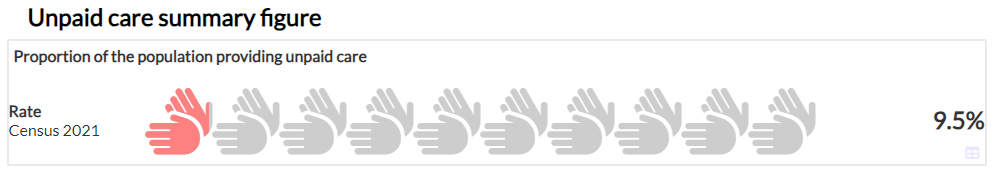 Unpaid care summary figure
Proportion of the population providing unpaid care
Rate
Census 2021
9.5%